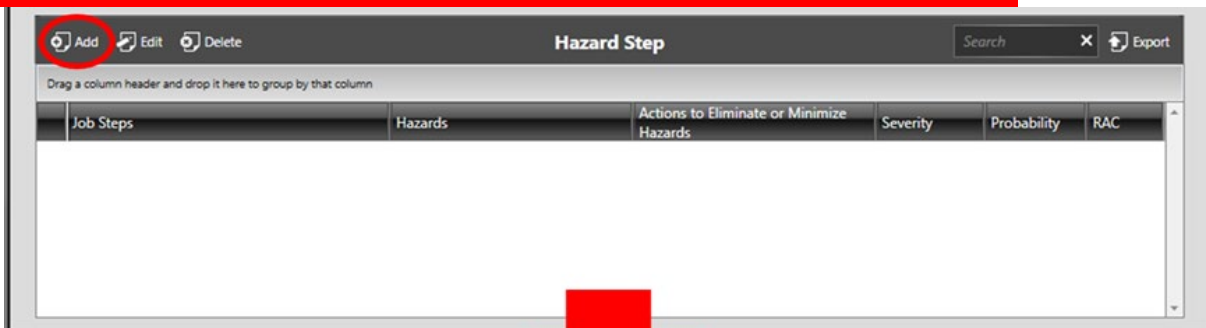 Add Edit Delete Hazard Step Search X Export
Drag a column header and drop it here to group by that column
Job Steps Hazards Actions to Eliminate or Minimize Hazards Severity Probability RAC